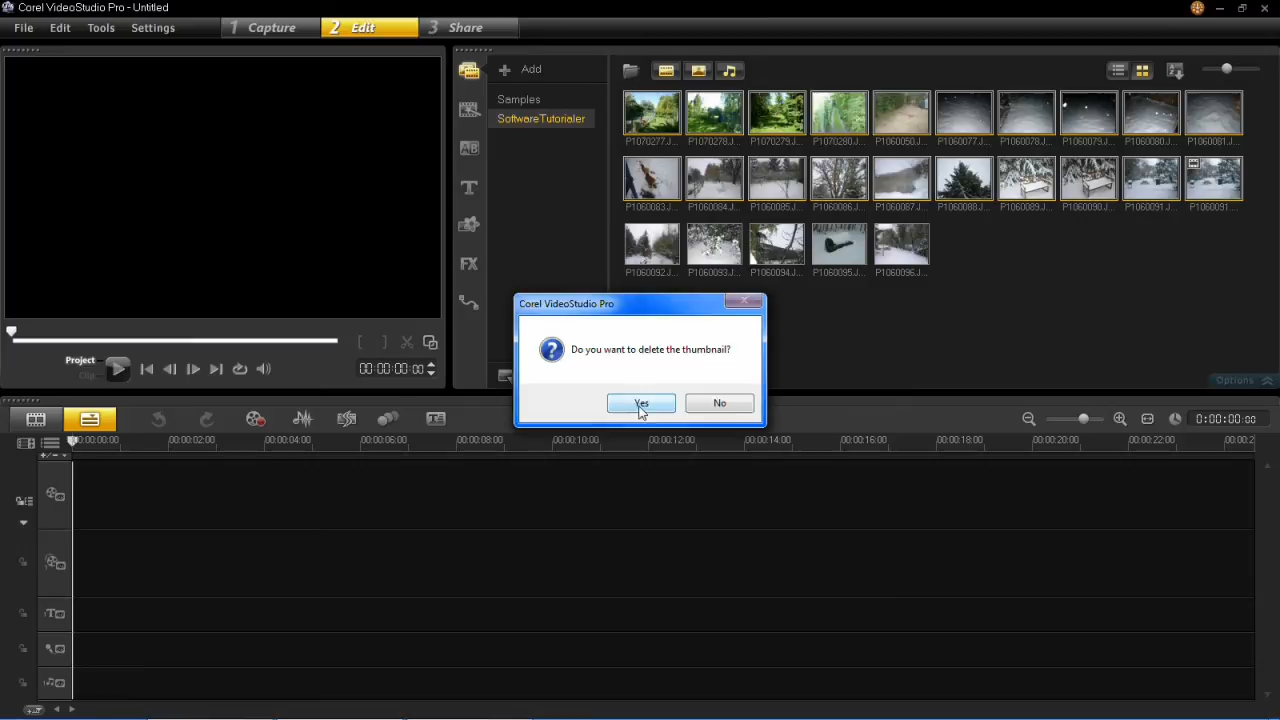 Corel VideoStudio Pro - Untitled
File Edit Tools Settings 1 Capture 2 Edit 3 Share
Add
Samples
SoftwareTutorialer
P1070277.J... P1070278.J... P1070279.J... P1070280.J... P1060050.J... P1060077.J... P1060078.J... P1060079.J... P1060080.J... P1060081.J...
P1060083.J... P1060084.J... P1060085.J... P1060086.J... P1060087.J... P1060088.J... P1060089.J... P1060090.J... P1060091.J... P1060091....
P1060092.J... P1060093.J... P1060094.J... P1060095.J... P1060096.J...
AB
T
FX
Corel VideoStudio Pro
Do you want to delete the thumbnail?
Yes No
Project
Clip
00:00:00:00
Options
0:00:00:00
00:00:00:00 00:00:02:00 00:00:04:00 00:00:06:00 00:00:08:00 00:00:10:00 00:00:12:00 00:00:14:00 00:00:16:00 00:00:18:00 00:00:20:00 00:00:2